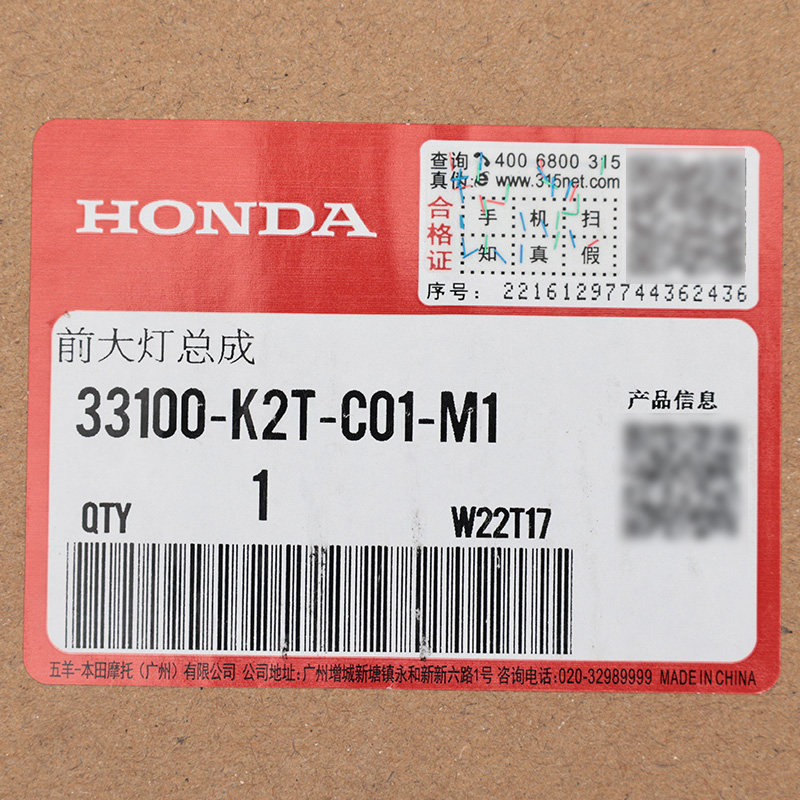 HONDA
查询 400 6800 315
真伪: www.315net.com
合格证
手 机 扫
知 真 假
序号: 221612977443 62436
前大灯总成
33100-K2T-C01-M1
产品信息
1
QTY
W22T17
五羊-本田摩托(广州)有限公司 公司地址:广州增城新塘镇永和新新六路1号 咨询电话:020-32989999 MADE IN CHINA